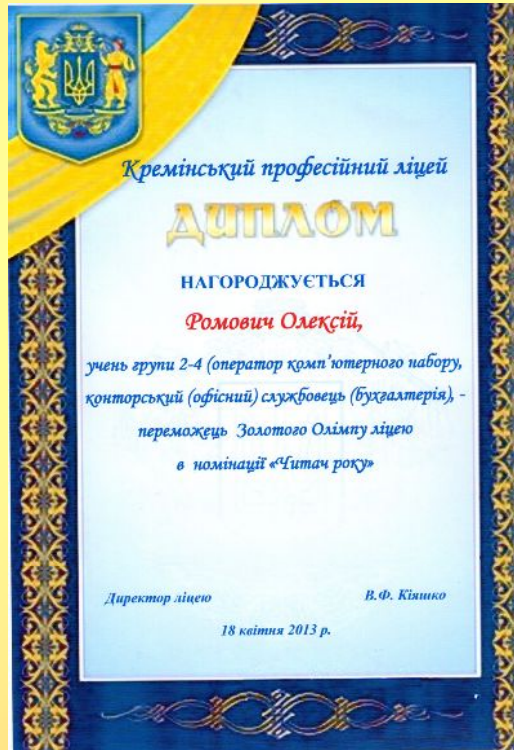 Кремінський професійний ліцей
ДИПЛОМ
НАГОРОДЖУЄТЬСЯ
Ромович Олексій,
учень групи 2-4 (оператор комп’ютерного набору,
конторський (офісний) службовець (бухгалтерія), -
переможець Золотого Олімпу ліцею
в номінації «Читач року»
Директор ліцею В.Ф. Кіяшко
18 квітня 2013 р.